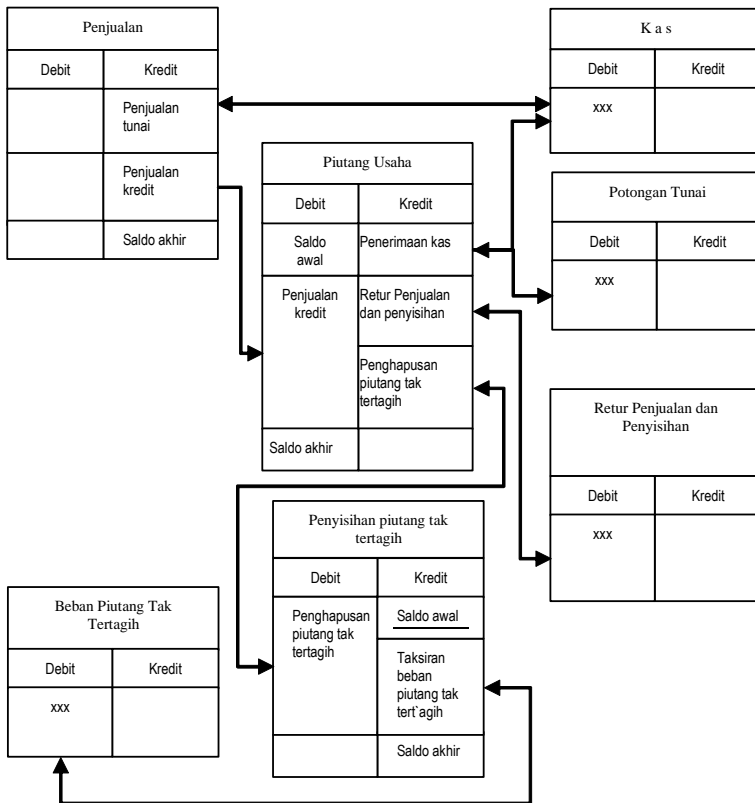 Penjualan
Debit
Kredit
Penjualan
tunai
Penjualan
kredit
Saldo akhir
K a s
Debit
Kredit
xxx
Piutang Usaha
Debit
Kredit
Saldo
awal
Penerimaan kas
Penjualan
kredit
Retur Penjualan
dan penyisihan
Penghapusan
piutang tak
tertagih
Saldo akhir
Potongan Tunai
Debit
Kredit
xxx
Retur Penjualan dan
Penyisihan
Debit
Kredit
xxx
Penyisihan piutang tak
tertagih
Debit
Kredit
Penghapusan
piutang tak
tertagih
Saldo awal
Taksiran
beban
piutang tak
tert`agih
Saldo akhir
Beban Piutang Tak
Tertagih
Debit
Kredit
xxx